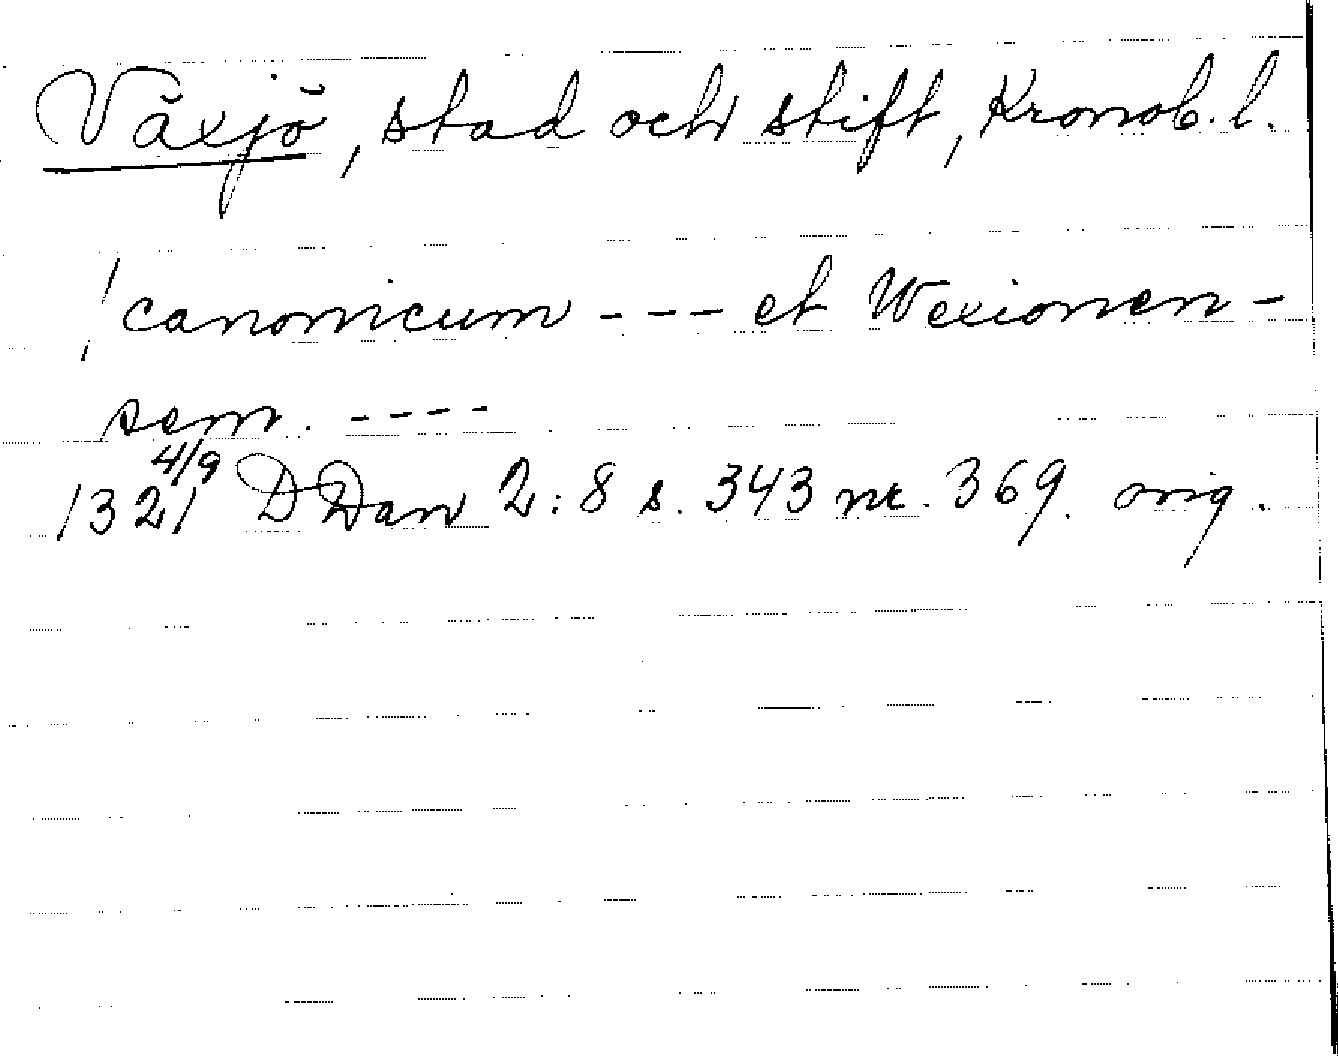 Växjö, stad och stift, Kronob. l.
/canonicum --- et Wexionen-
sem. ----
4/9
1321 DDan 2:8 s. 343 nr. 369. orig.